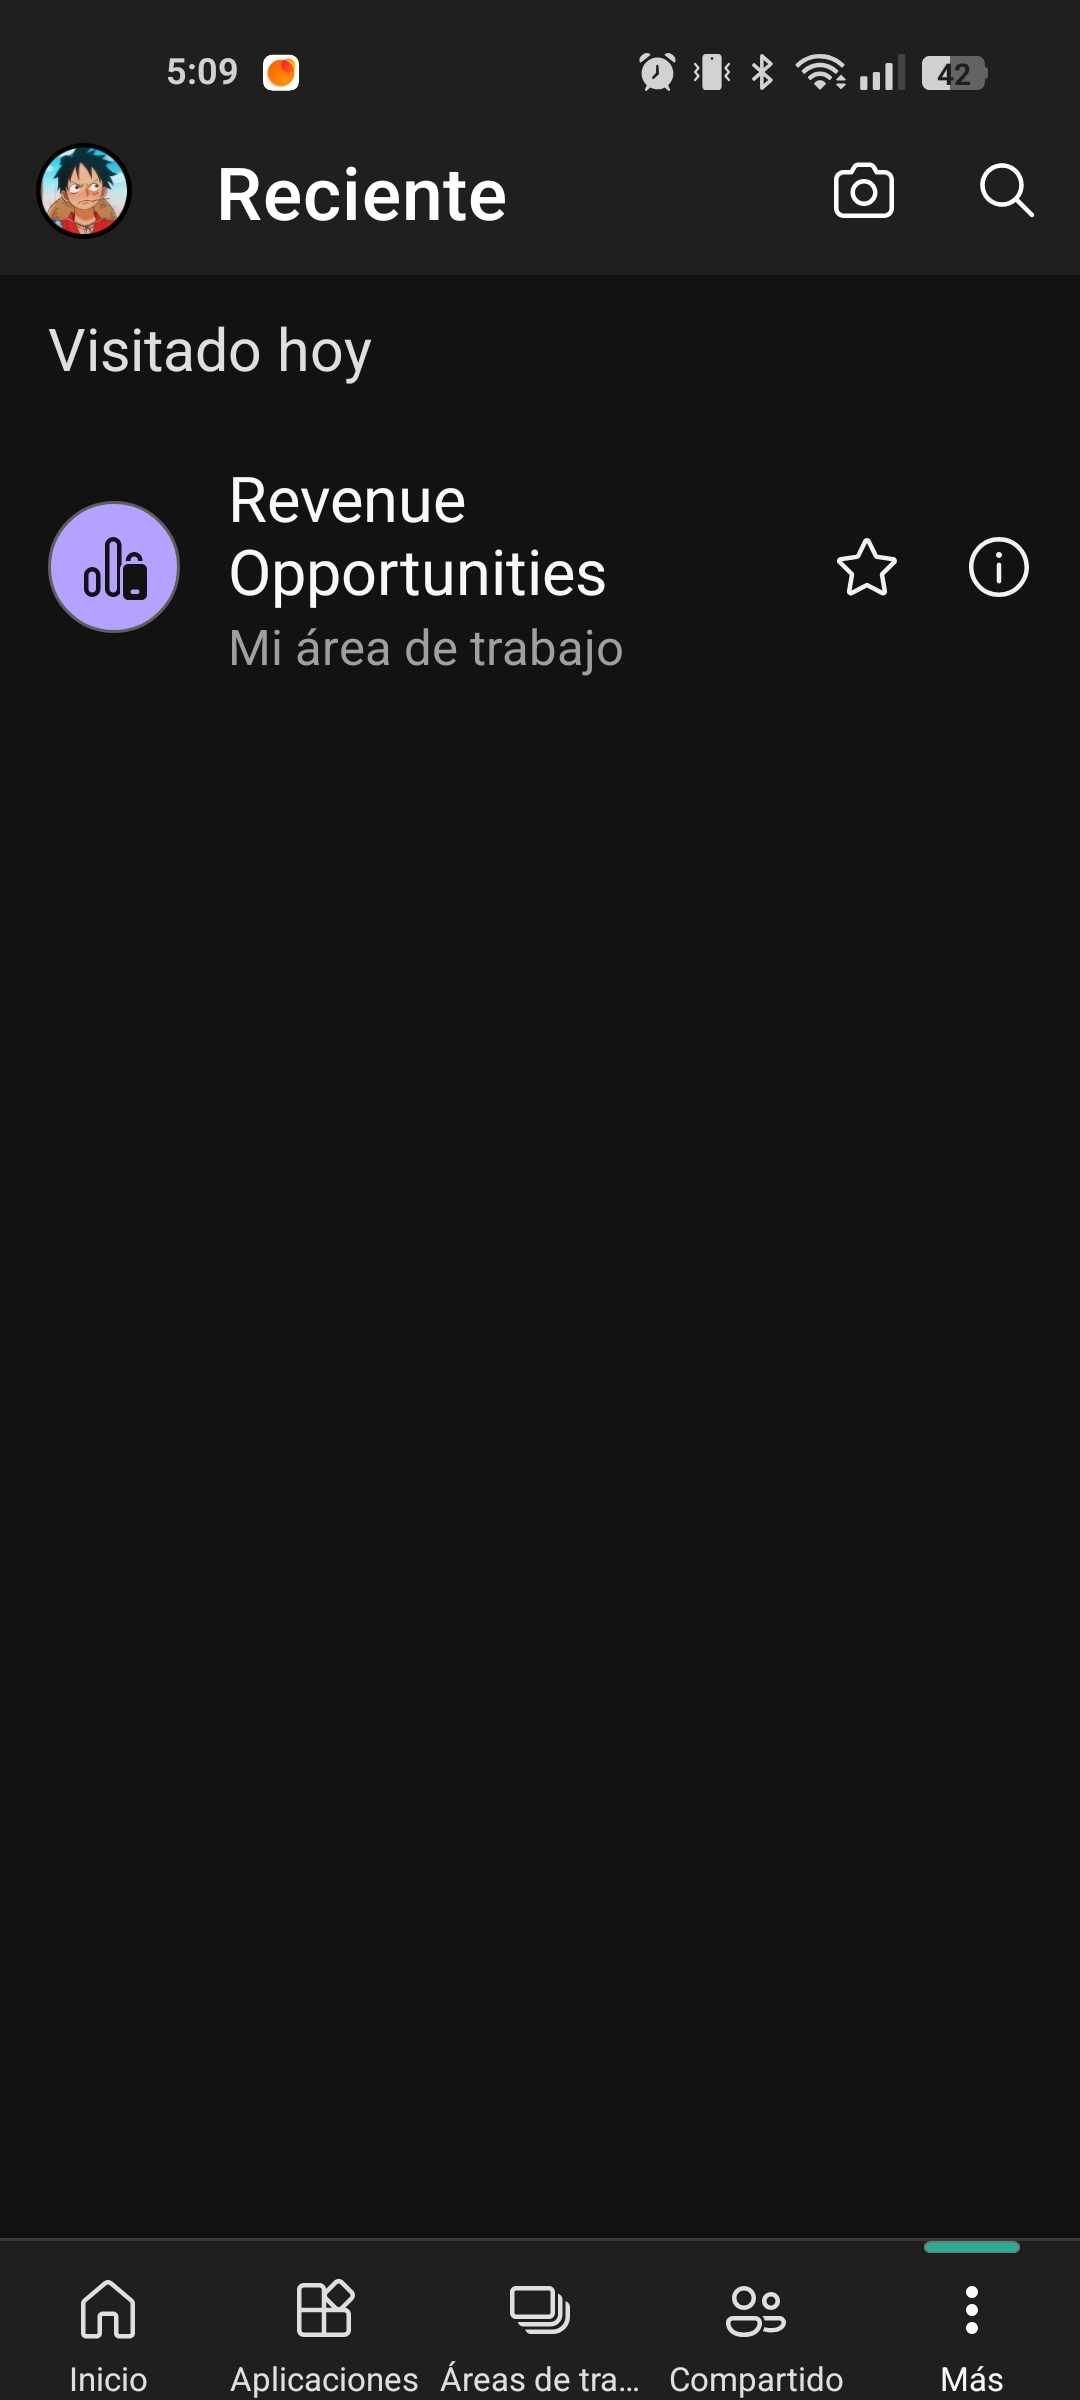 5:09
42
Reciente
Visitado hoy
Revenue
Opportunities
Mi área de trabajo
Inicio
Aplicaciones
Áreas de tra...
Compartido
Más